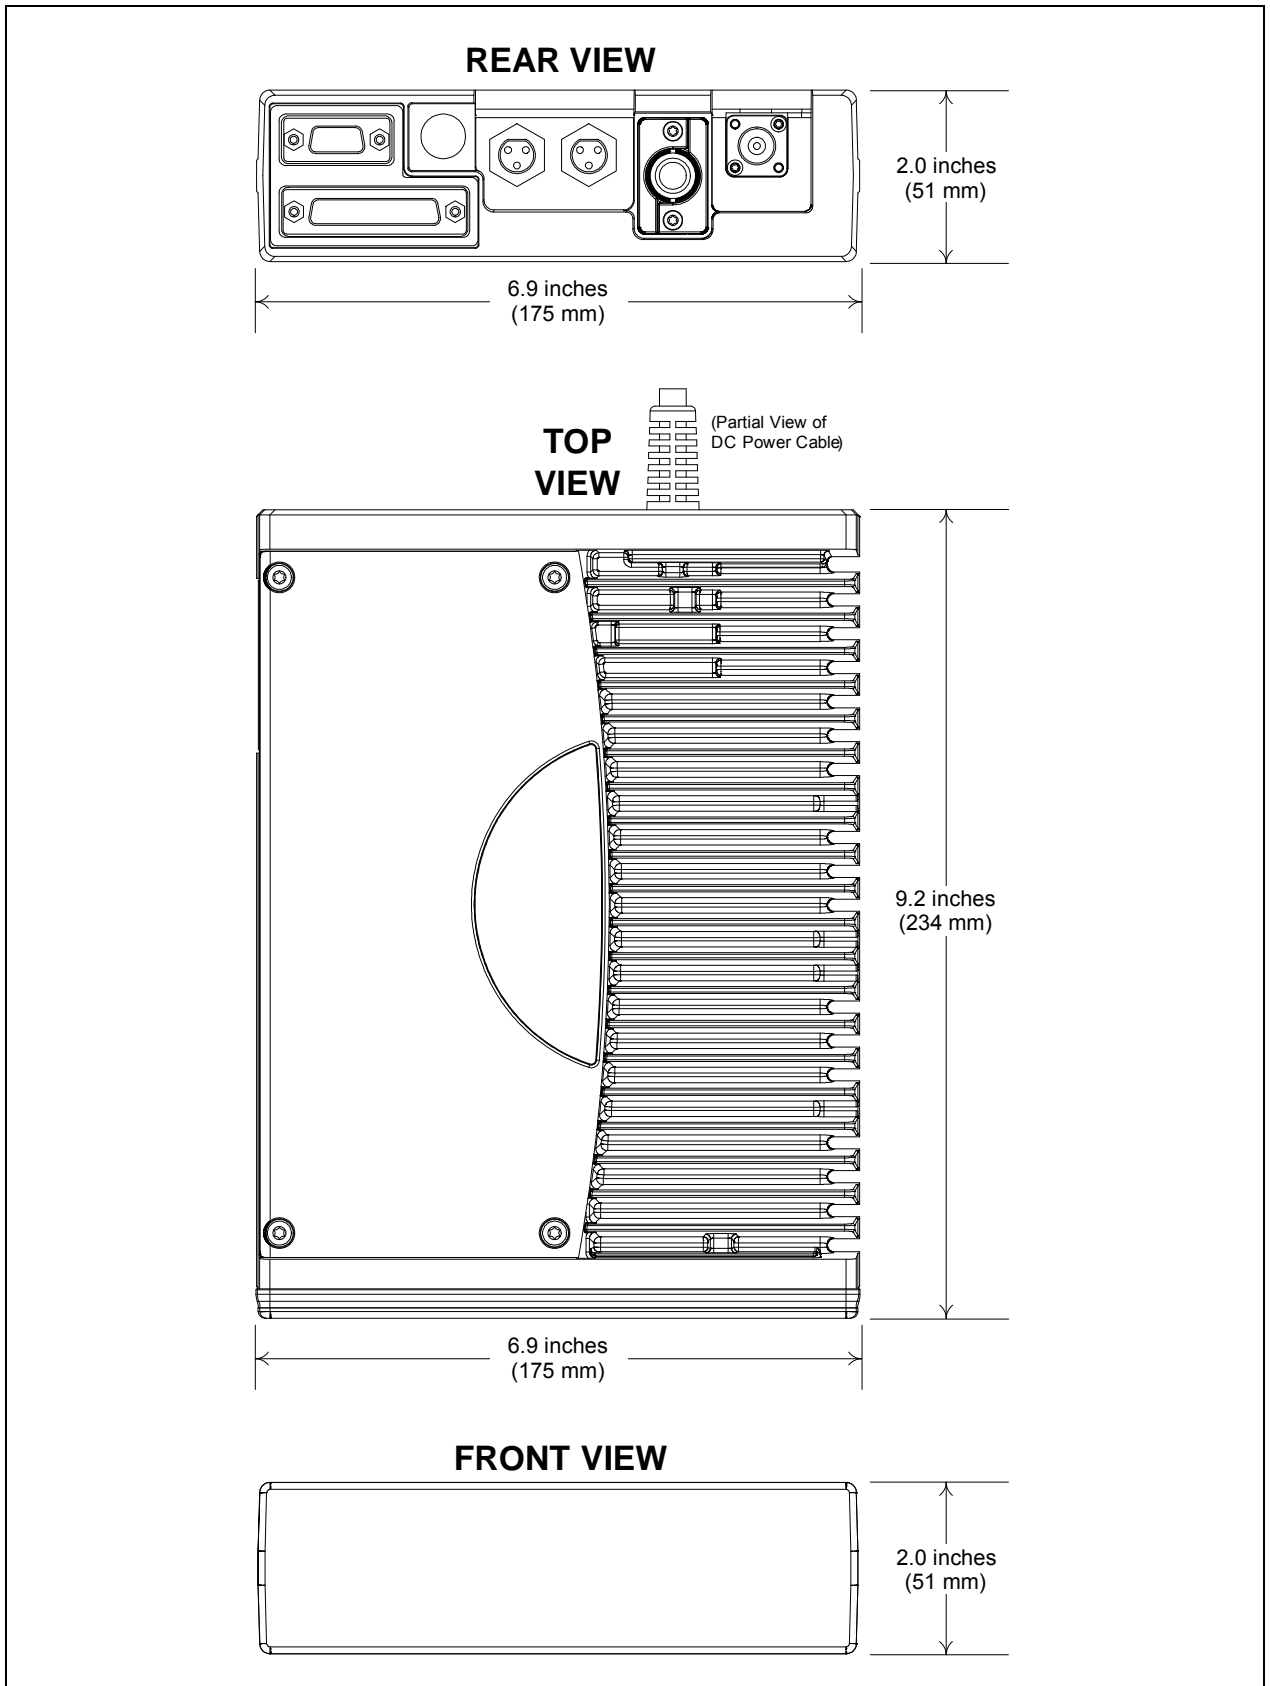 REAR VIEW
2.0 inches
(51 mm)
6.9 inches
(175 mm)
(Partial View of
DC Power Cable)
TOP
VIEW
9.2 inches
(234 mm)
6.9 inches
(175 mm)
FRONT VIEW
2.0 inches
(51 mm)